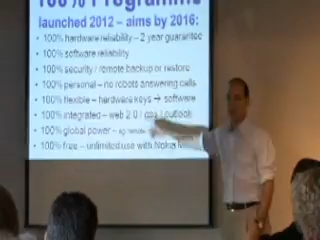 100% Programme
launched 2012 – aims by 2016:
• 100% hardware reliability – 2 year guarantee
• 100% software reliability
• 100% security / remote backup or restore
• 100% personal – no robots answering calls
• 100% flexible – hardware keys → software
• 100% integrated – web 2.0 / / outlook
• 100% global power – eg
• 100% free – unlimited use with Nokia